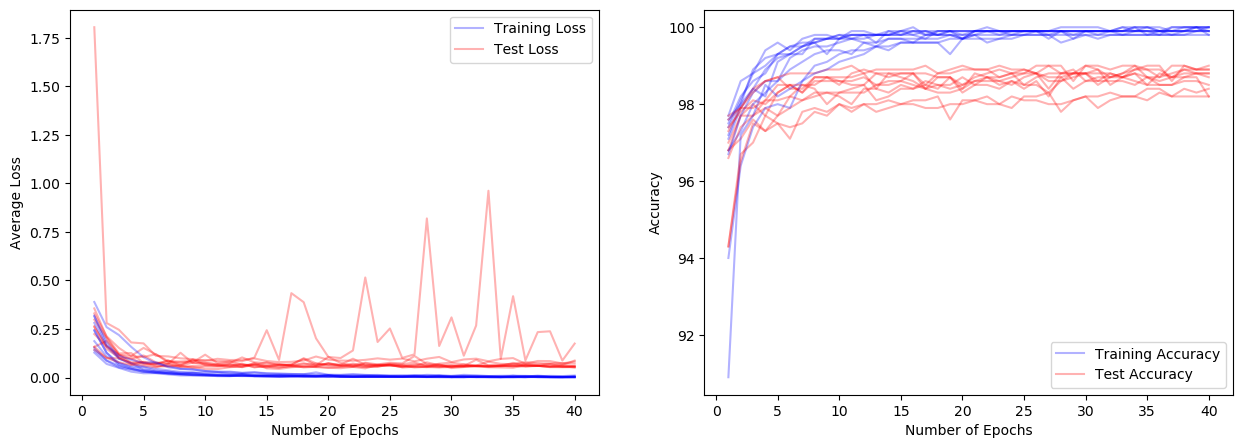 1.75
1.50
1.25
1.00
0.75
0.50
0.25
0.00
Average Loss
0 5 10 15 20 25 30 35 40
Number of Epochs
Training Loss
Test Loss
100
98
96
94
92
Accuracy
0 5 10 15 20 25 30 35 40
Number of Epochs
Training Accuracy
Test Accuracy